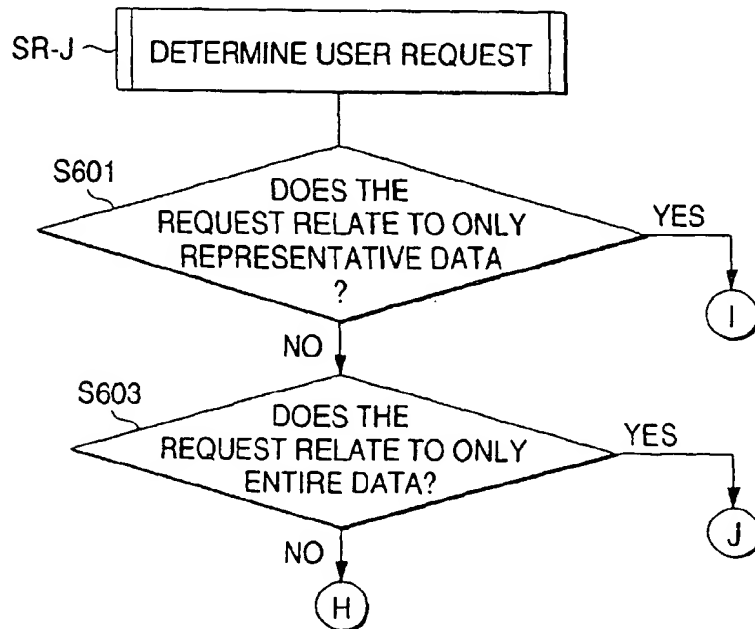 SR-J
DETERMINE USER REQUEST
S601
DOES THE
REQUEST RELATE TO ONLY
REPRESENTATIVE DATA
?
YES
I
NO
S603
DOES THE
REQUEST RELATE TO ONLY
ENTIRE DATA?
YES
J
NO
H